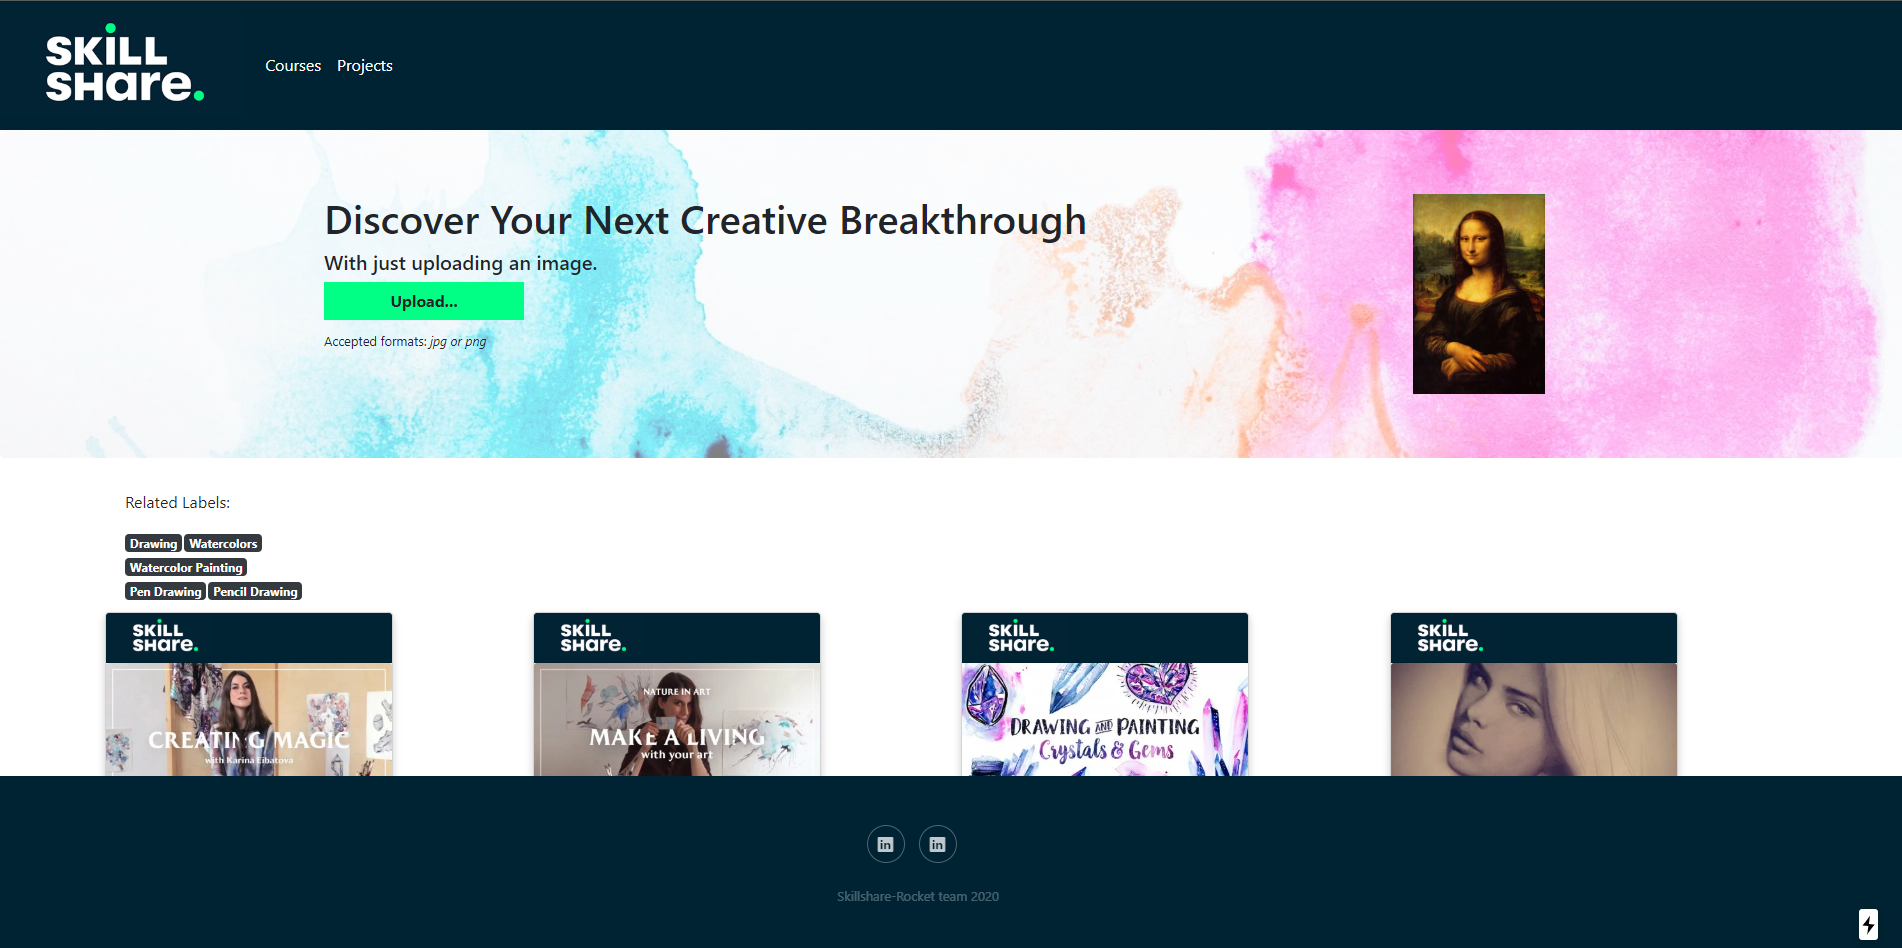 SKILL
SHare.
Courses Projects
Discover Your Next Creative Breakthrough
With just uploading an image.
Upload...
Accepted formats: jpg or png
Related Labels:
Drawing Watercolors
Watercolor Painting
Pen Drawing Pencil Drawing
SKILL
SHare.
CREATING MAGIC
with Karina Eibatova
SKILL
SHare.
NATURE IN ART
MAKE A LIVING
with your art
SKILL
SHare.
DRAWING AND PAINTING
Crystals & Gems
SKILL
SHare.
in in
Skillshare-Rocket team 2020